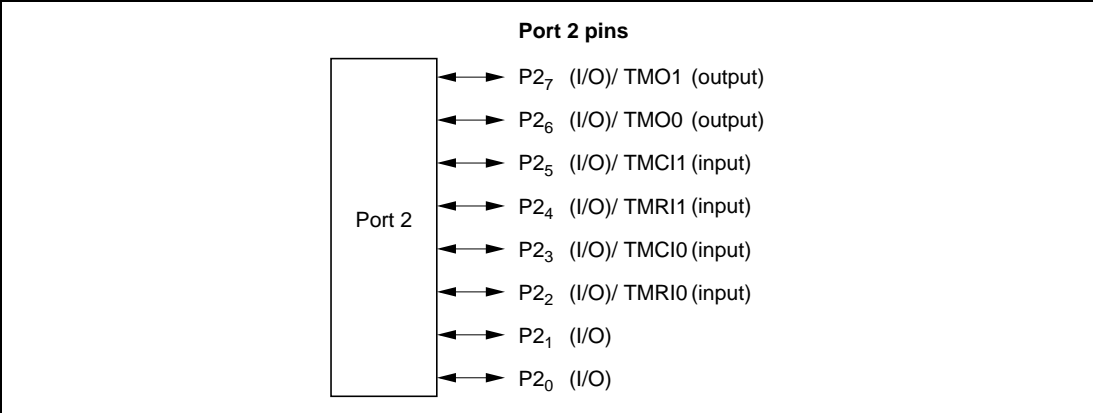 Port 2 pins
P2₇ (I/O)/ TMO1 (output)
P2₆ (I/O)/ TMO0 (output)
P2₅ (I/O)/ TMCI1 (input)
Port 2
P2₄ (I/O)/ TMRI1 (input)
P2₃ (I/O)/ TMCI0 (input)
P2₂ (I/O)/ TMRI0 (input)
P2₁ (I/O)
P2₀ (I/O)